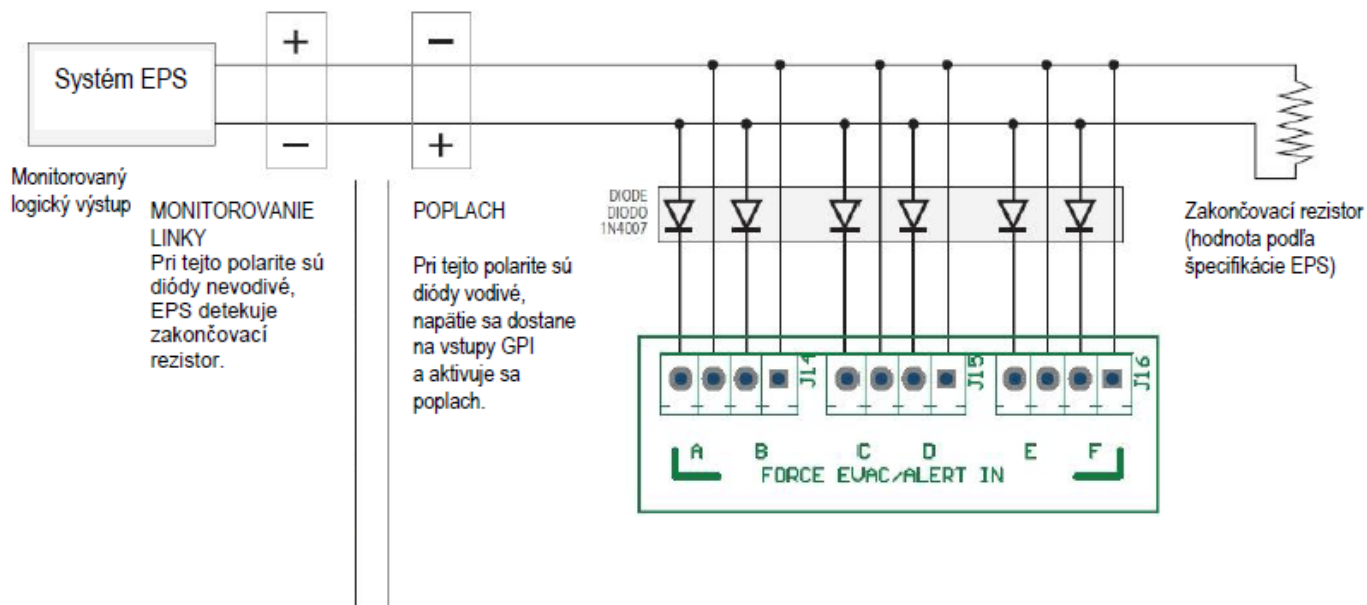 +
−
Systém EPS
−
+
Monitorovaný
logický výstup
MONITOROVANIE
LINKY
Pri tejto polarite sú
diódy nevodivé,
EPS detekuje
zakončovací
rezistor.
POPLACH
Pri tejto polarite sú
diódy vodivé,
napätie sa dostane
na vstupy GPI
a aktivuje sa
poplach.
DIODE
DIODO
1N4007
Zakončovací rezistor
(hodnota podľa
špecifikácie EPS)
J14
J15
J16
A B C D E F
FORCE EVAC/ALERT IN